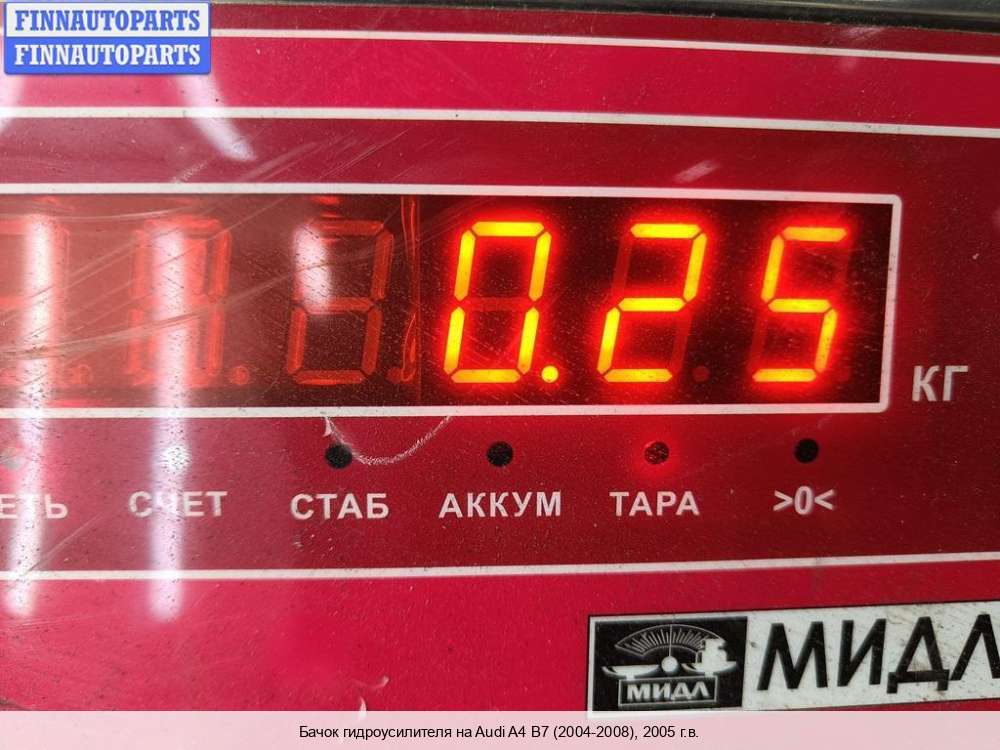 FINNAUTOPARTS
FINNAUTOPARTS
0.25
КГ
ЕТЬ СЧЕТ СТАБ АККУМ ТАРА >0<
МИДЛ МИДЛ
Бачок гидроусилителя на Audi A4 B7 (2004-2008), 2005 г.в.